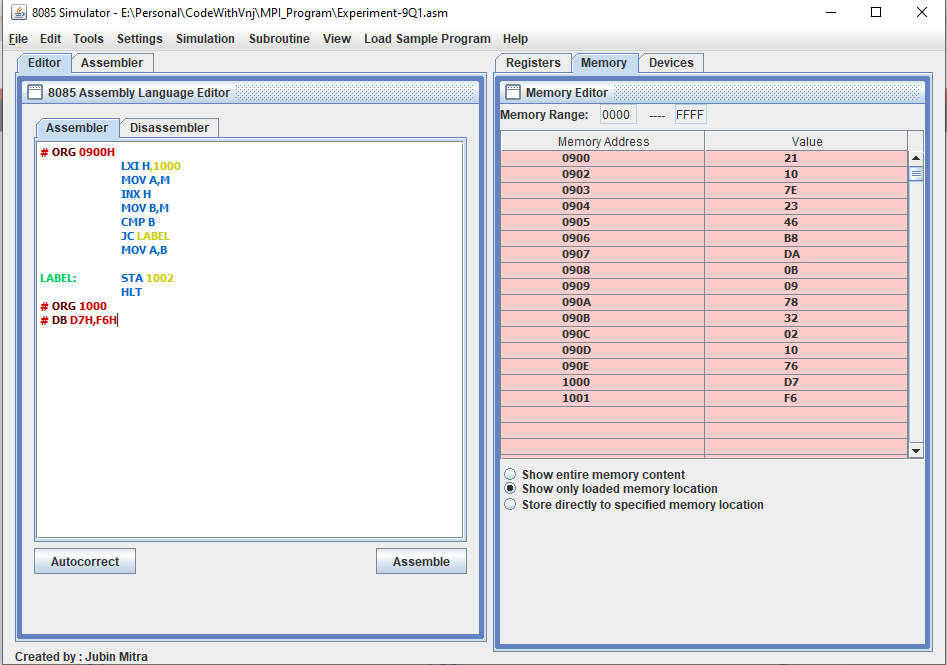 8085 Simulator - E:\Personal\CodeWithVnj\MPI_Program\Experiment-9Q1.asm
File Edit Tools Settings Simulation Subroutine View Load Sample Program Help
Editor Assembler
8085 Assembly Language Editor
Assembler Disassembler
# ORG 0900H
LXI H,1000
MOV A,M
INX H
MOV B,M
CMP B
JC LABEL
MOV A,B
LABEL: STA 1002
HLT
# ORG 1000
# DB D7H,F6H
Autocorrect Assemble
Registers Memory Devices
Memory Editor
Memory Range: 0000 ---- FFFF
Memory Address Value
0900 21
0902 10
0903 7E
0904 23
0905 46
0906 B8
0907 DA
0908 0B
0909 09
090A 78
090B 32
090C 02
090D 10
090E 76
1000 D7
1001 F6
Show entire memory content
Show only loaded memory location
Store directly to specified memory location
Created by : Jubin Mitra